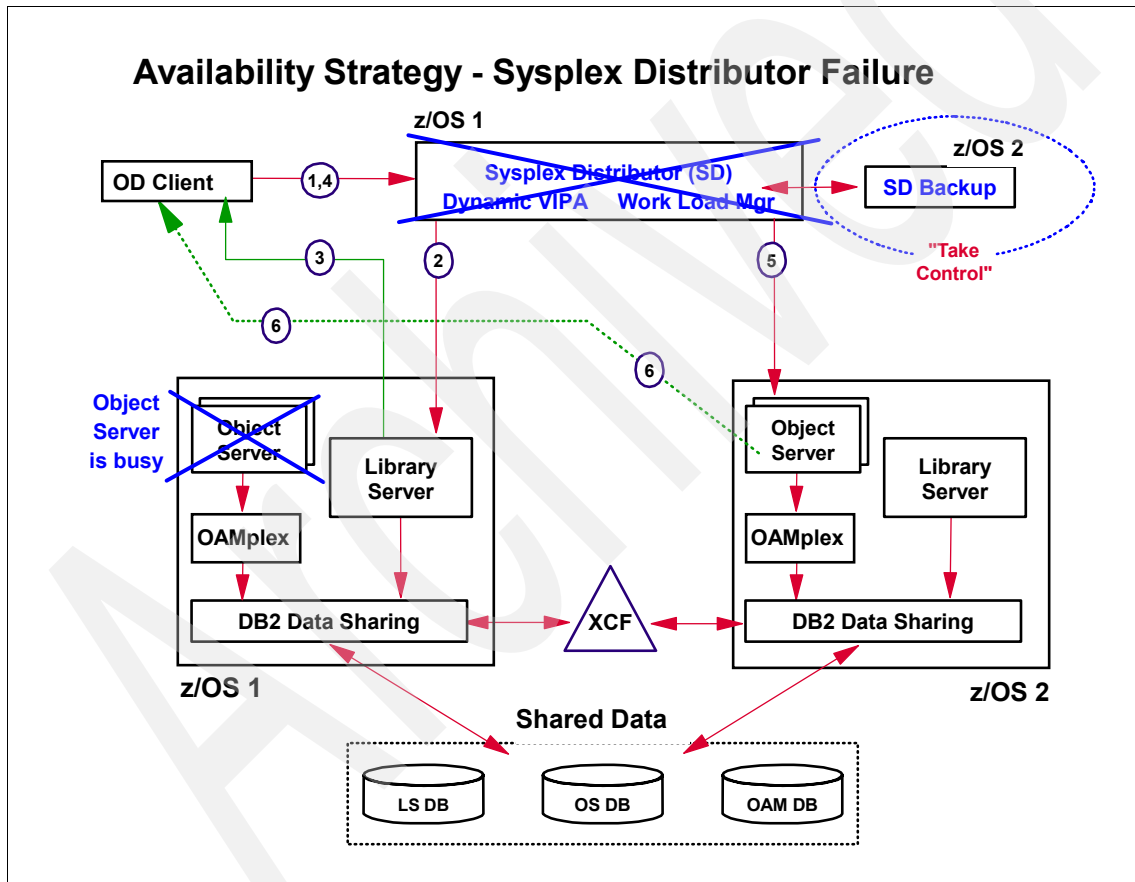 Availability Strategy - Sysplex Distributor Failure
z/OS 1
z/OS 2
OD Client
1,4
Sysplex Distributor (SD)
Dynamic VIPA Work Load Mgr
SD Backup
"Take
Control"
3
2
5
6
6
Object
Server
is busy
Object
Server
Library
Server
OAMplex
DB2 Data Sharing
z/OS 1
XCF
Object
Server
Library
Server
OAMplex
DB2 Data Sharing
z/OS 2
Shared Data
LS DB
OS DB
OAM DB
Archived